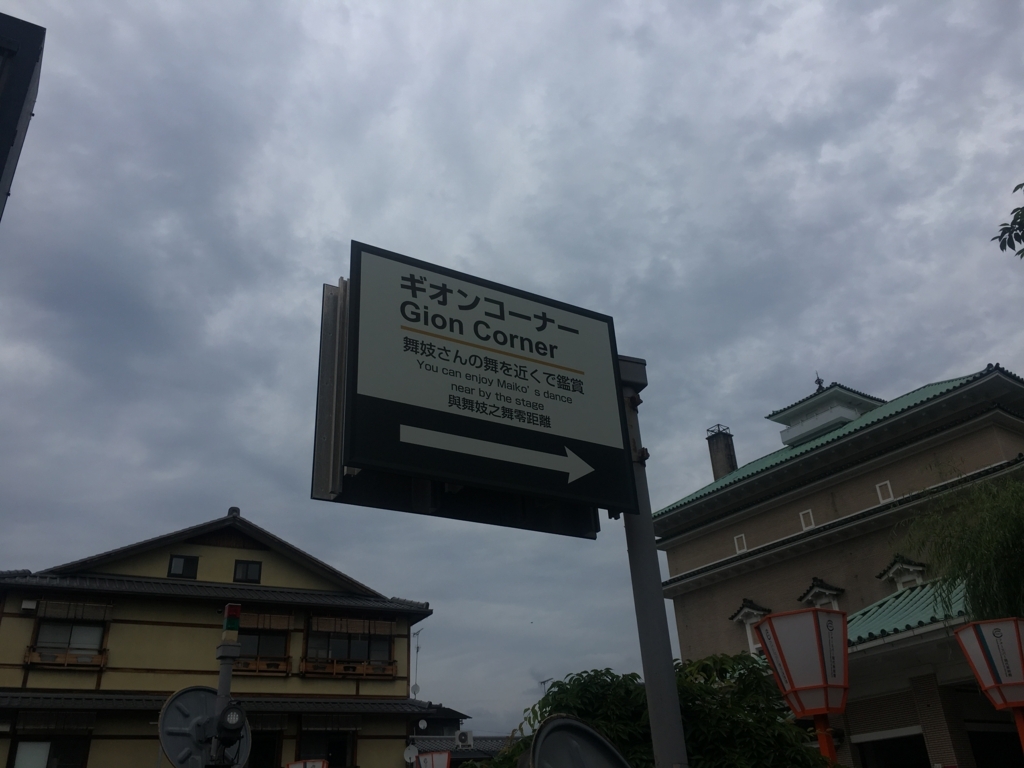 ギオンコーナー
Gion Corner
舞妓さんの舞を近くで鑑賞
You can enjoy Maiko's dance
near by the stage
與舞妓之舞零距離